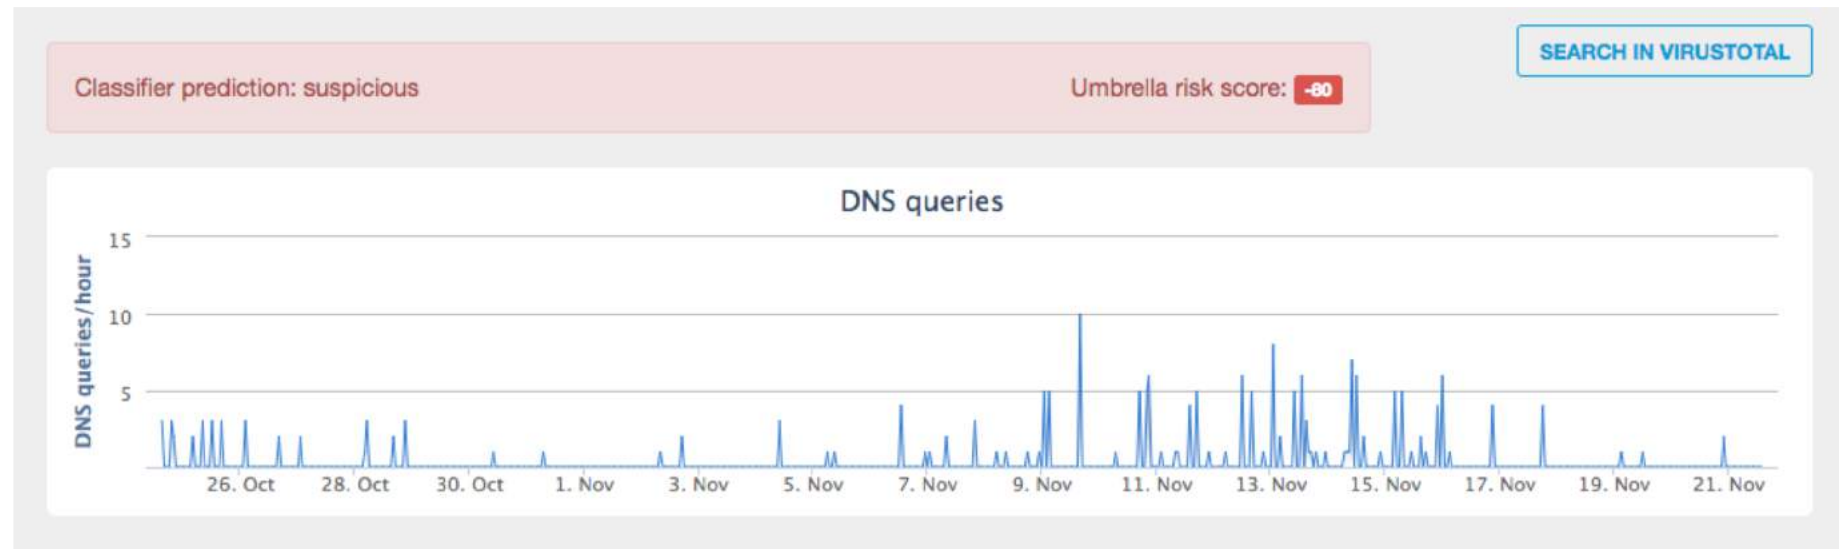 SEARCH IN VIRUSTOTAL
Classifier prediction: suspicious
Umbrella risk score: -80
DNS queries
DNS queries/hour
15
10
5
26. Oct 28. Oct 30. Oct 1. Nov 3. Nov 5. Nov 7. Nov 9. Nov 11. Nov 13. Nov 15. Nov 17. Nov 19. Nov 21. Nov